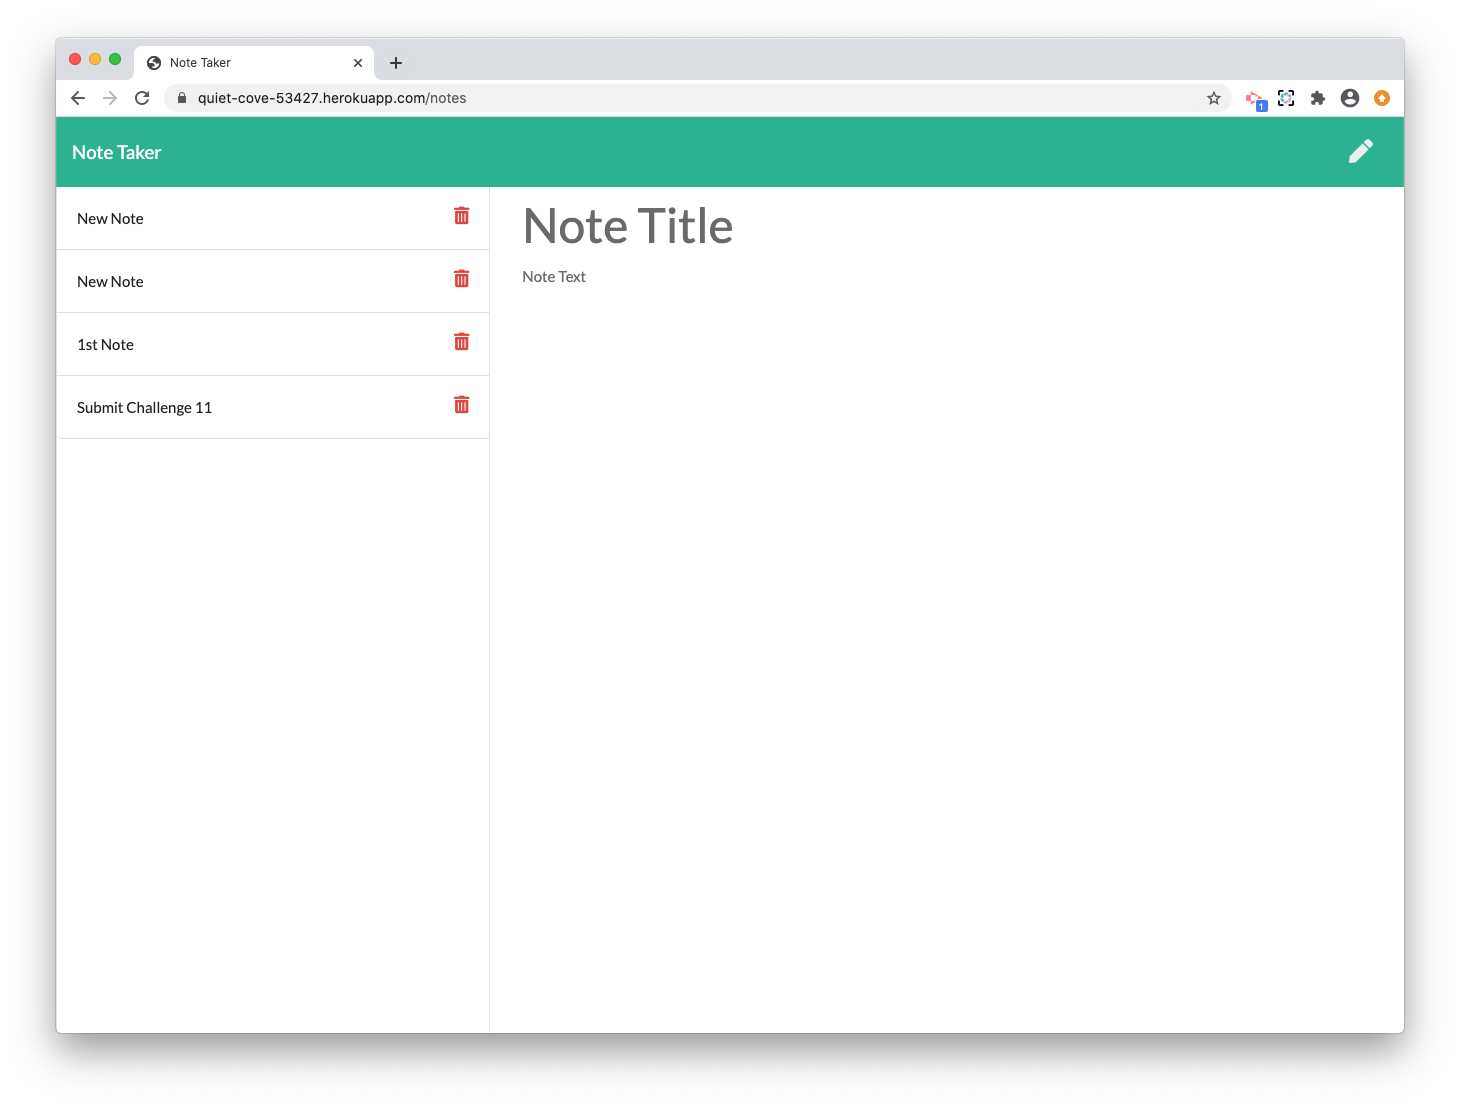 Note Taker
quiet-cove-53427.herokuapp.com/notes
1
Note Taker
New Note
New Note
1st Note
Submit Challenge 11
Note Title
Note Text